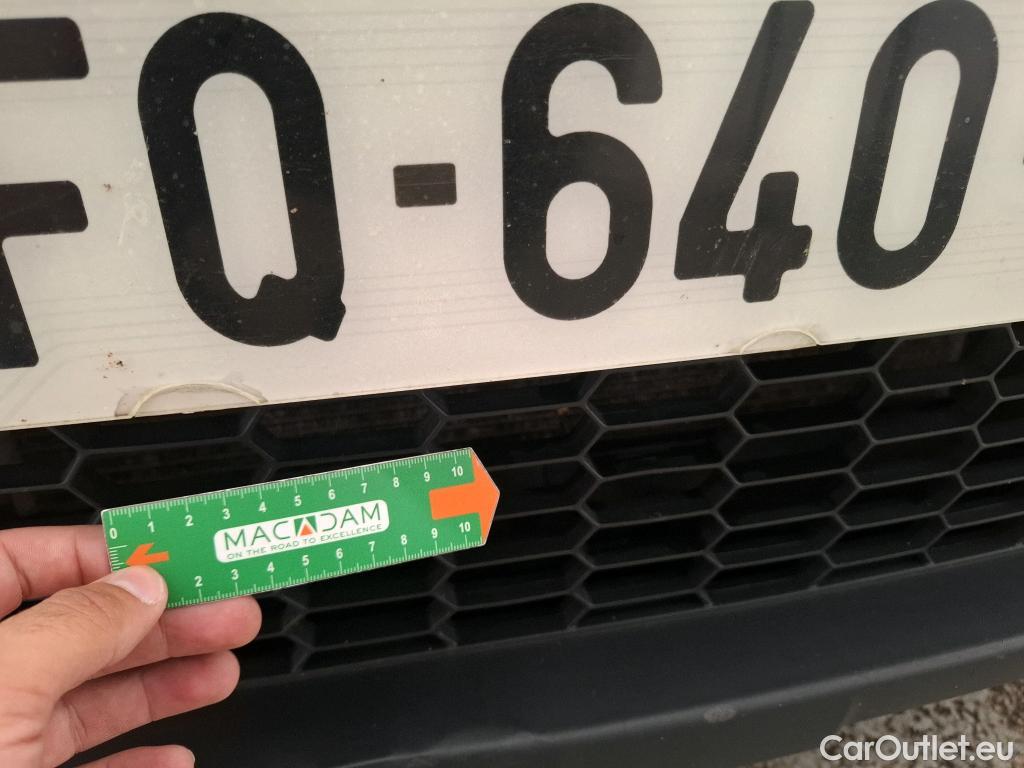 FQ-640
0 1 2 3 4 5 6 7 8 9 10
MACADAM
ON THE ROAD TO EXCELLENCE
2 3 4 5 6 7 8 9 10
CarOutlet.eu